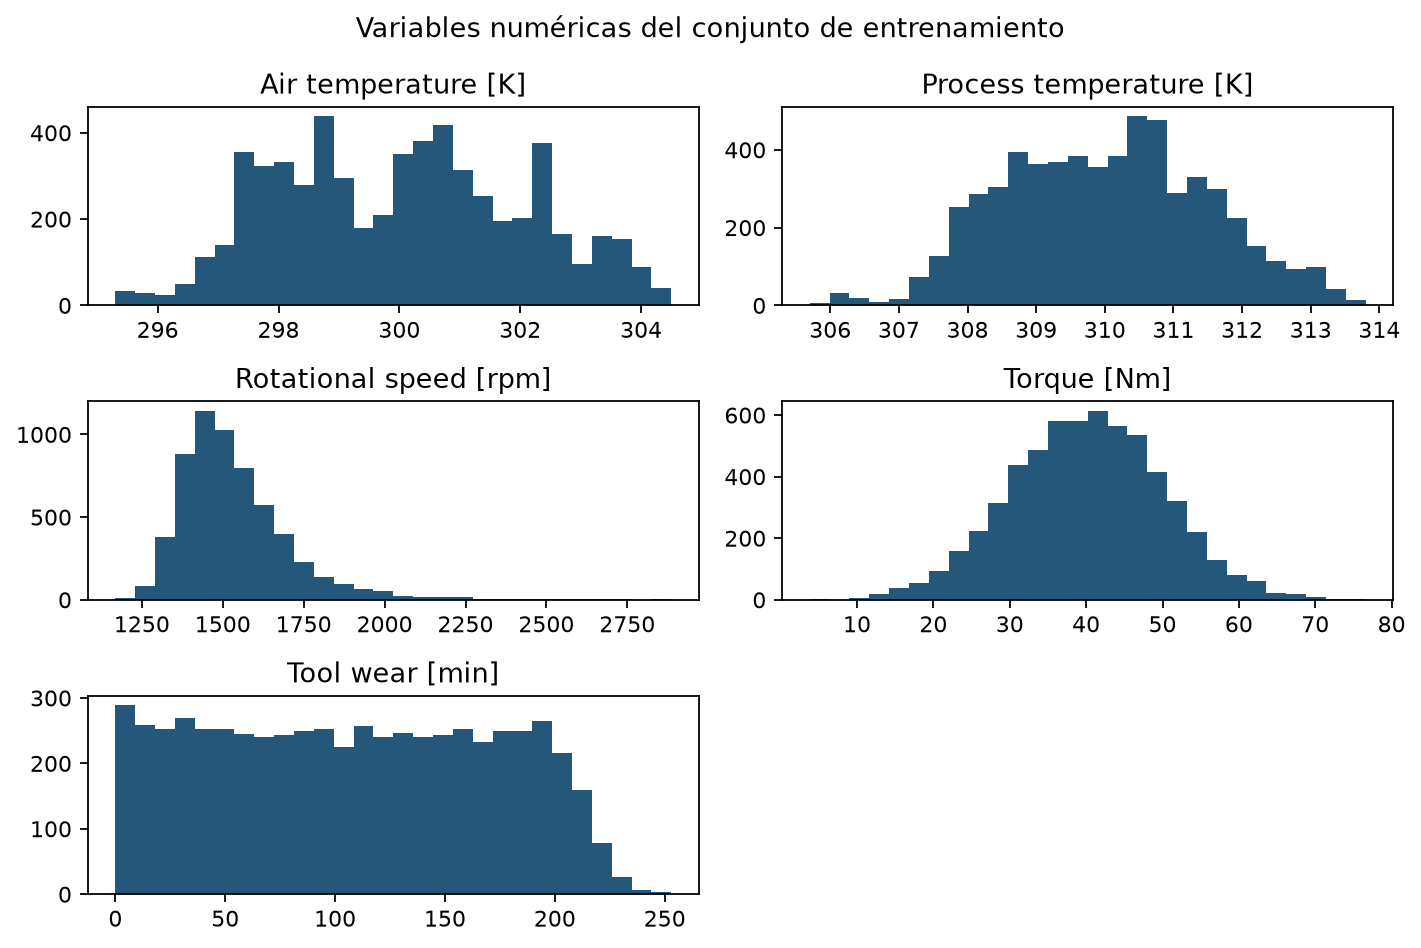 Variables numéricas del conjunto de entrenamiento
Air temperature [K]
400
200
0
296 298 300 302 304
Process temperature [K]
400
200
0
306 307 308 309 310 311 312 313 314
Rotational speed [rpm]
1000
500
0
1250 1500 1750 2000 2250 2500 2750
Torque [Nm]
600
400
200
0
10 20 30 40 50 60 70 80
Tool wear [min]
300
200
100
0
0 50 100 150 200 250